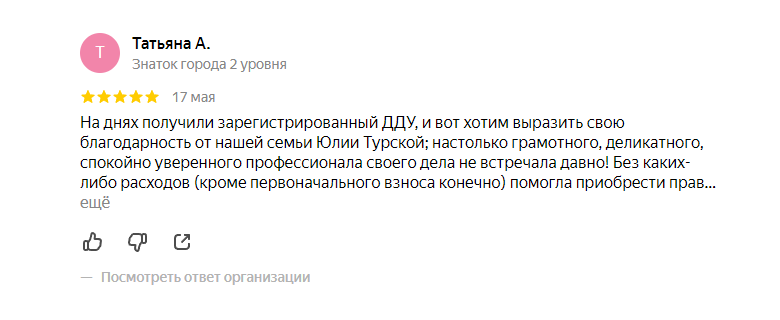 Т
Татьяна А.
Знаток города 2 уровня
17 мая
На днях получили зарегистрированный ДДУ, и вот хотим выразить свою
благодарность от нашей семьи Юлии Турской; настолько грамотного, деликатного,
спокойно уверенного профессионала своего дела не встречала давно! Без каких-
либо расходов (кроме первоначального взноса конечно) помогла приобрести прав...
ещё
— Посмотреть ответ организации